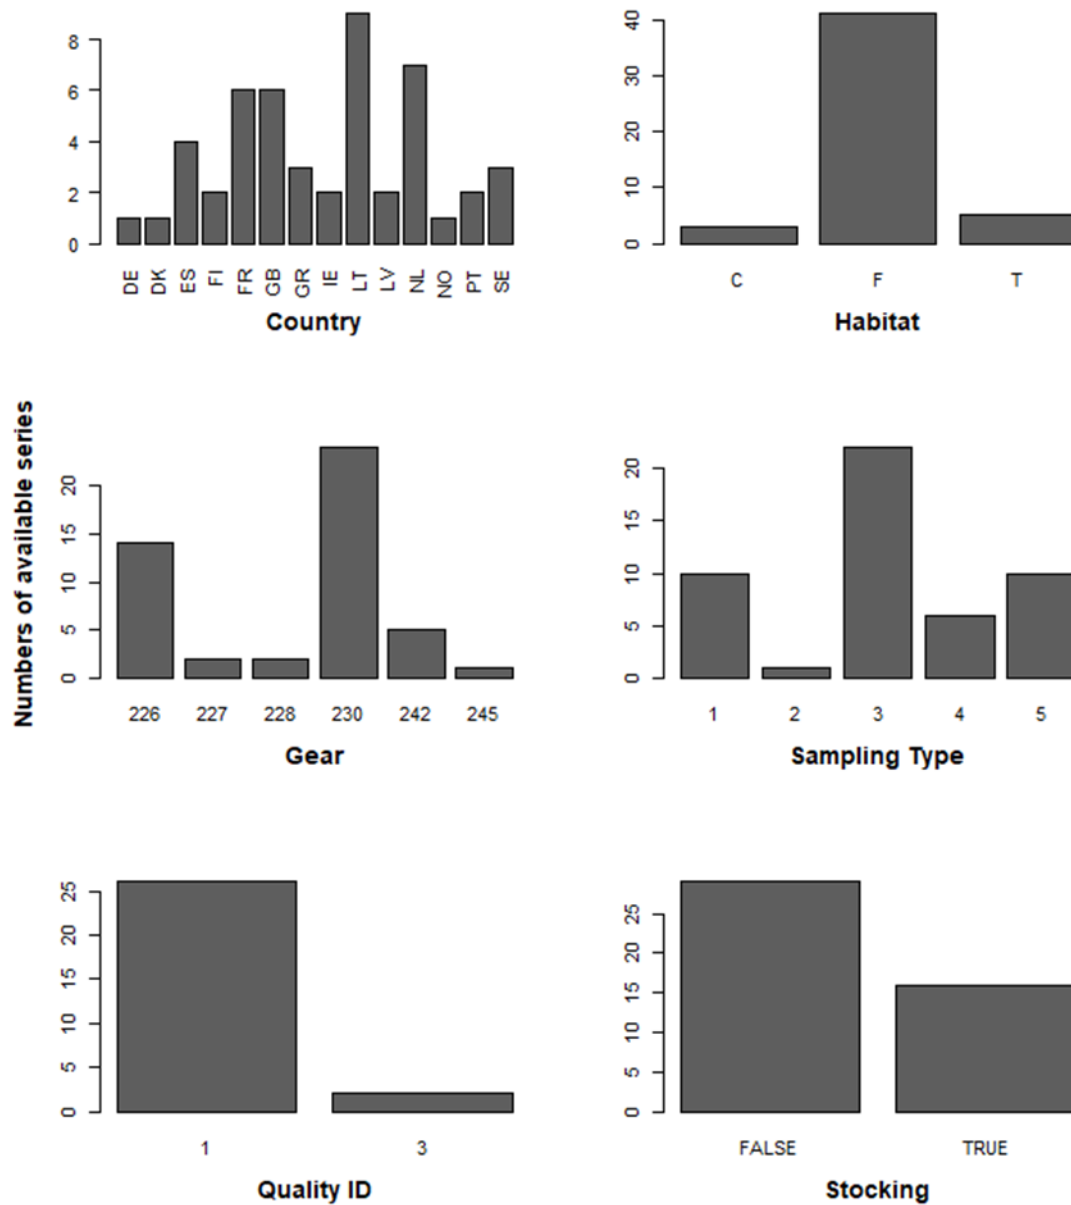 8
6
4
2
0
DE DK ES FI FR GB GR IE LT LV NL NO PT SE
Country
40
30
20
10
0
C F T
Habitat
Numbers of available series
20
15
10
5
0
226 227 228 230 242 245
Gear
20
15
10
5
0
1 2 3 4 5
Sampling Type
25
20
15
10
5
0
1 3
Quality ID
25
20
15
10
5
0
FALSE TRUE
Stocking